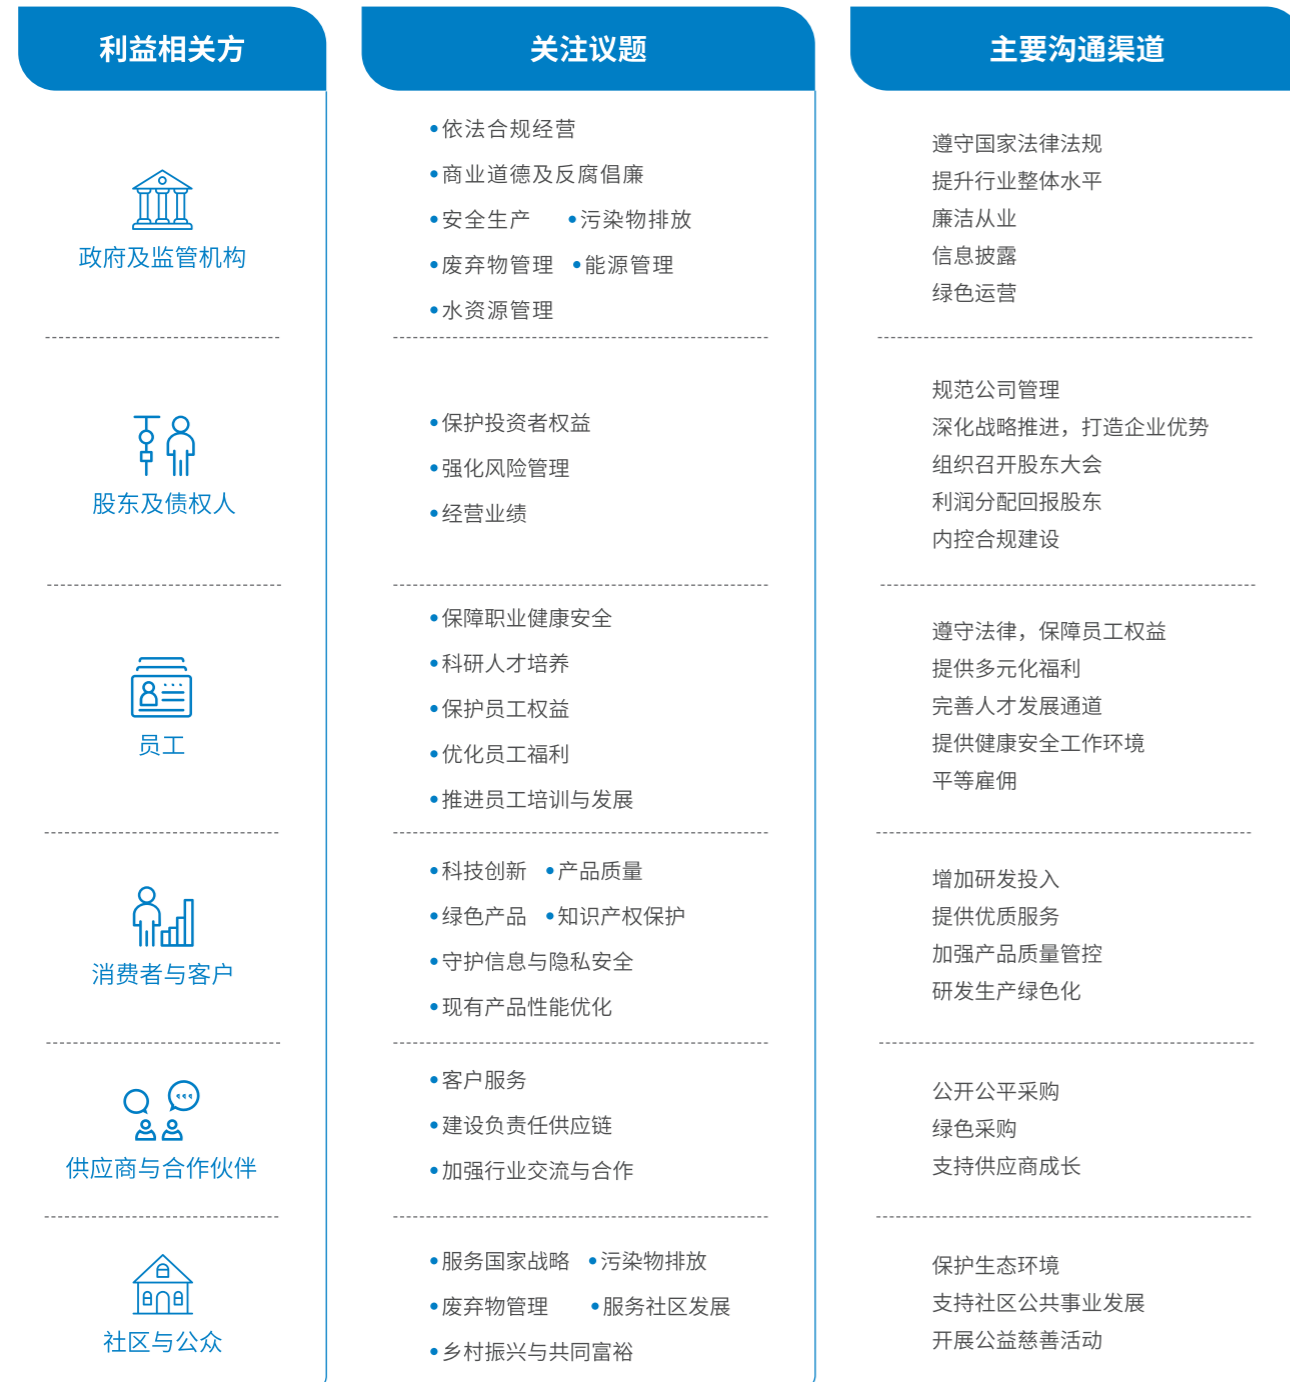 利益相关方
关注议题
主要沟通渠道
政府及监管机构
•依法合规经营
•商业道德及反腐倡廉
•安全生产 •污染物排放
•废弃物管理 •能源管理
•水资源管理
遵守国家法律法规
提升行业整体水平
廉洁从业
信息披露
绿色运营
股东及债权人
•保护投资者权益
•强化风险管理
•经营业绩
规范公司管理
深化战略推进，打造企业优势
组织召开股东大会
利润分配回报股东
内控合规建设
员工
•保障职业健康安全
•科研人才培养
•保护员工权益
•优化员工福利
•推进员工培训与发展
遵守法律，保障员工权益
提供多元化福利
完善人才发展通道
提供健康安全工作环境
平等雇佣
消费者与客户
•科技创新 •产品质量
•绿色产品 •知识产权保护
•守护信息与隐私安全
•现有产品性能优化
增加研发投入
提供优质服务
加强产品质量管控
研发生产绿色化
供应商与合作伙伴
•客户服务
•建设负责任供应链
•加强行业交流与合作
公开公平采购
绿色采购
支持供应商成长
社区与公众
•服务国家战略 •污染物排放
•废弃物管理 •服务社区发展
•乡村振兴与共同富裕
保护生态环境
支持社区公共事业发展
开展公益慈善活动